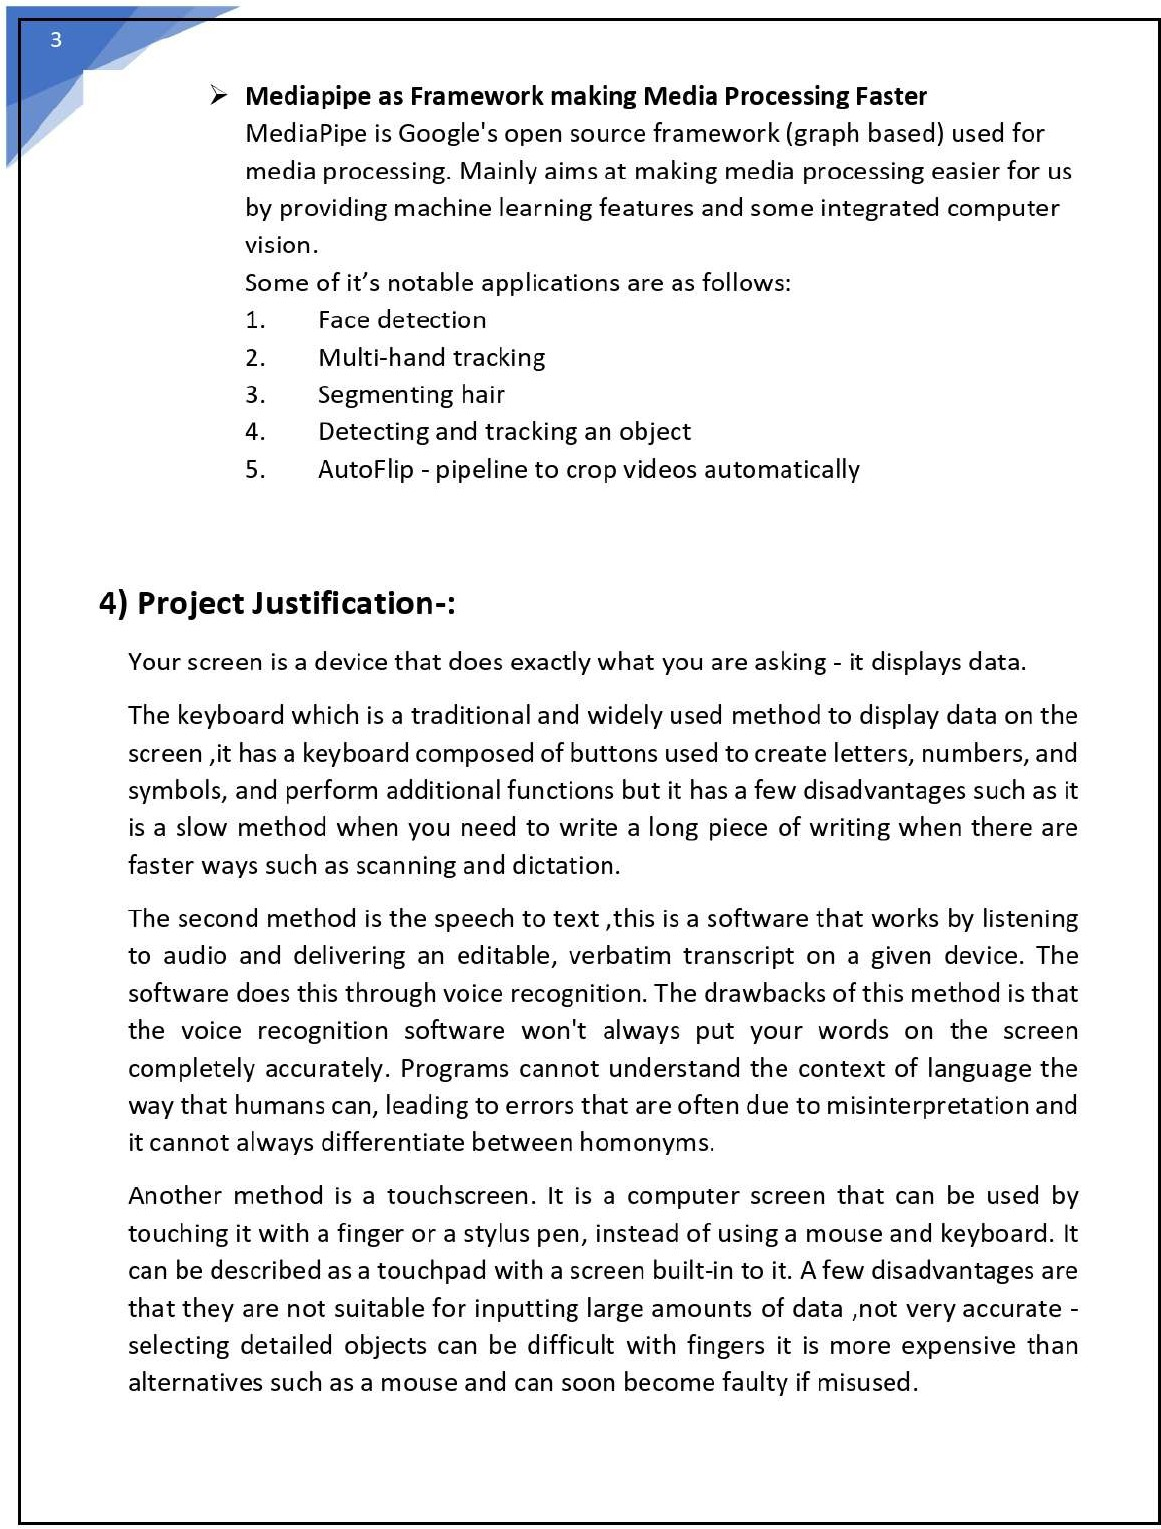 3
➢ Mediapipe as Framework making Media Processing Faster
MediaPipe is Google's open source framework (graph based) used for
media processing. Mainly aims at making media processing easier for us
by providing machine learning features and some integrated computer
vision.
Some of it’s notable applications are as follows:
1. Face detection
2. Multi-hand tracking
3. Segmenting hair
4. Detecting and tracking an object
5. AutoFlip - pipeline to crop videos automatically
4) Project Justification-:
Your screen is a device that does exactly what you are asking - it displays data.
The keyboard which is a traditional and widely used method to display data on the
screen ,it has a keyboard composed of buttons used to create letters, numbers, and
symbols, and perform additional functions but it has a few disadvantages such as it
is a slow method when you need to write a long piece of writing when there are
faster ways such as scanning and dictation.
The second method is the speech to text ,this is a software that works by listening
to audio and delivering an editable, verbatim transcript on a given device. The
software does this through voice recognition. The drawbacks of this method is that
the voice recognition software won't always put your words on the screen
completely accurately. Programs cannot understand the context of language the
way that humans can, leading to errors that are often due to misinterpretation and
it cannot always differentiate between homonyms.
Another method is a touchscreen. It is a computer screen that can be used by
touching it with a finger or a stylus pen, instead of using a mouse and keyboard. It
can be described as a touchpad with a screen built-in to it. A few disadvantages are
that they are not suitable for inputting large amounts of data ,not very accurate -
selecting detailed objects can be difficult with fingers it is more expensive than
alternatives such as a mouse and can soon become faulty if misused.